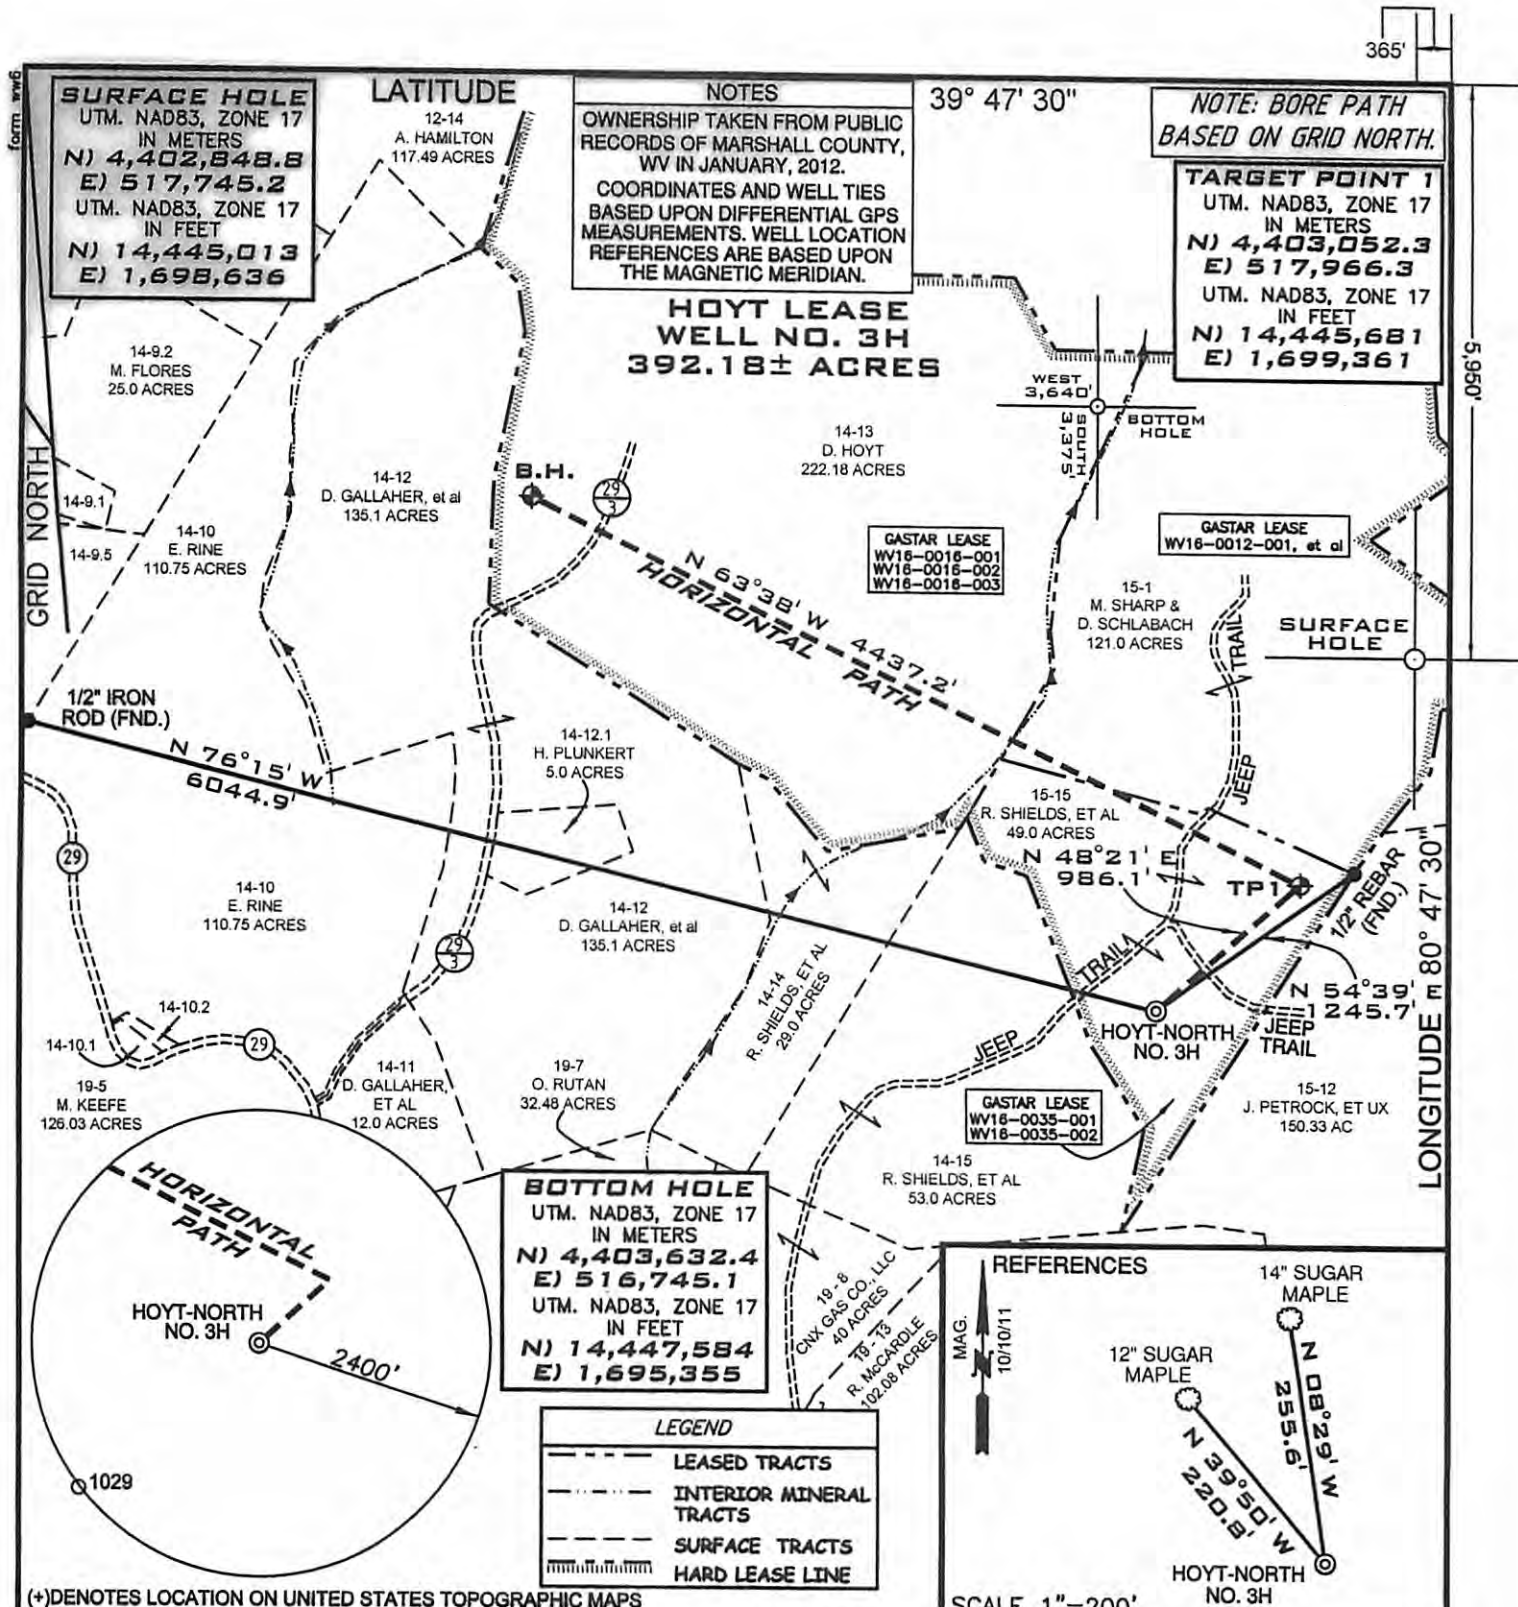 365'
form wwg
SURFACE HOLE
UTM. NAD83, ZONE 17
IN METERS
N) 4,402,848.8
E) 517,745.2
UTM. NAD83, ZONE 17
IN FEET
N) 14,445,013
E) 1,698,636
LATITUDE
12-14
A. HAMILTON
117.49 ACRES
NOTES
OWNERSHIP TAKEN FROM PUBLIC
RECORDS OF MARSHALL COUNTY,
WV IN JANUARY, 2012.
COORDINATES AND WELL TIES
BASED UPON DIFFERENTIAL GPS
MEASUREMENTS. WELL LOCATION
REFERENCES ARE BASED UPON
THE MAGNETIC MERIDIAN.
39° 47' 30"
NOTE: BORE PATH
BASED ON GRID NORTH.
TARGET POINT 1
UTM. NAD83, ZONE 17
IN METERS
N) 4,403,052.3
E) 517,966.3
UTM. NAD83, ZONE 17
IN FEET
N) 14,445,681
E) 1,699,361
5,950'
HOYT LEASE
WELL NO. 3H
392.18± ACRES
14-9.2
M. FLORES
25.0 ACRES
WEST
3,640'
SOUTH
3,375'
BOTTOM
HOLE
GRID NORTH
14-9.1
14-9.5
14-10
E. RINE
110.75 ACRES
14-12
D. GALLAHER, et al
135.1 ACRES
B.H.
29
3
14-13
D. HOYT
222.18 ACRES
GASTAR LEASE
WV16-0016-001
WV16-0016-002
WV16-0016-003
GASTAR LEASE
WV16-0012-001, et al
N 63°38' W 4437.2'
HORIZONTAL PATH
15-1
M. SHARP &
D. SCHLABACH
121.0 ACRES
TRAIL
JEEP
SURFACE
HOLE
1/2" IRON
ROD (FND.)
N 76°15' W
6044.9'
14-12.1
H. PLUNKERT
5.0 ACRES
15-15
R. SHIELDS, ET AL
49.0 ACRES
N 48°21' E
986.1'
TP1
1/2" REBAR
(FND.)
LONGITUDE 80° 47' 30"
29
14-10
E. RINE
110.75 ACRES
29
3
14-12
D. GALLAHER, et al
135.1 ACRES
14-14
R. SHIELDS, ET AL
29.0 ACRES
TRAIL
JEEP
N 54°39' E
1245.7'
HOYT-NORTH
NO. 3H
JEEP
TRAIL
14-10.2
14-10.1
29
19-5
M. KEEFE
126.03 ACRES
14-11
D. GALLAHER,
ET AL
12.0 ACRES
19-7
O. RUTAN
32.48 ACRES
GASTAR LEASE
WV16-0035-001
WV16-0035-002
15-12
J. PETROCK, ET UX
150.33 AC
14-15
R. SHIELDS, ET AL
53.0 ACRES
HORIZONTAL
PATH
HOYT-NORTH
NO. 3H
2400'
1029
BOTTOM HOLE
UTM. NAD83, ZONE 17
IN METERS
N) 4,403,632.4
E) 516,745.1
UTM. NAD83, ZONE 17
IN FEET
N) 14,447,584
E) 1,695,355
19-8
CNX GAS CO., LLC
40 ACRES
19-13
R. McCARDLE
102.08 ACRES
LEGEND
LEASED TRACTS
INTERIOR MINERAL
TRACTS
SURFACE TRACTS
HARD LEASE LINE
REFERENCES
MAG.
N
10/10/11
14" SUGAR
MAPLE
12" SUGAR
MAPLE
N 08°29' W
255.6'
N 39°50' W
220.8'
HOYT-NORTH
NO. 3H
SCALE 1"=200'
(+)DENOTES LOCATION ON UNITED STATES TOPOGRAPHIC MAPS